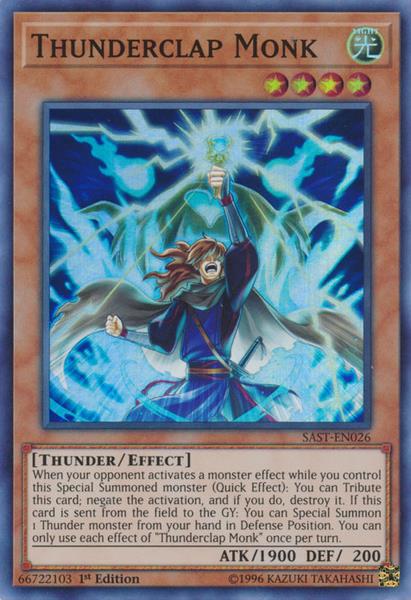 THUNDERCLAP MONK
LIGHT
光
SAST-EN026
[THUNDER/EFFECT]
When your opponent activates a monster effect while you control
this Special Summoned monster (Quick Effect): You can Tribute
this card; negate the activation, and if you do, destroy it. If this
card is sent from the field to the GY: You can Special Summon
1 Thunder monster from your hand in Defense Position. You can
only use each effect of "Thunderclap Monk" once per turn.
ATK/1900 DEF/ 200
66722103 1st Edition ©1996 KAZUKI TAKAHASHI